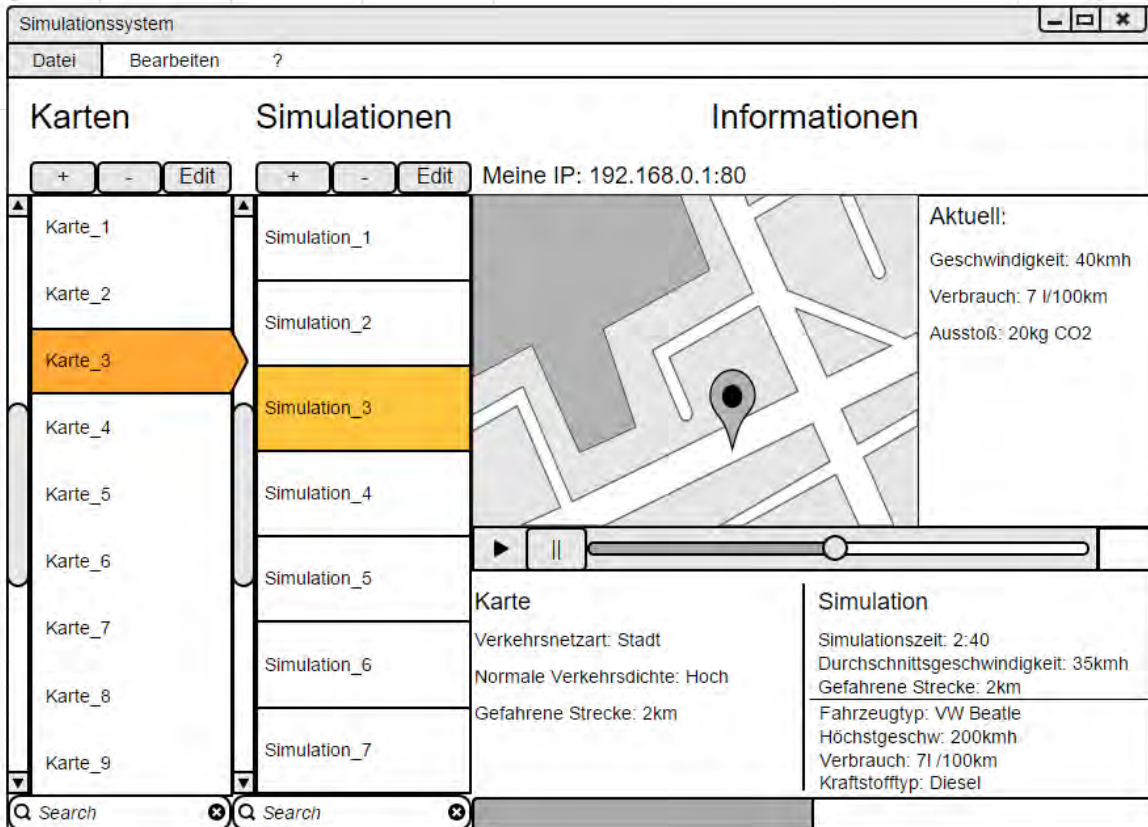 Simulationssystem
Datei Bearbeiten ?
Karten Simulationen Informationen
+ - Edit + - Edit Meine IP: 192.168.0.1:80
Karte_1
Karte_2
Karte_3
Karte_4
Karte_5
Karte_6
Karte_7
Karte_8
Karte_9
Search
Simulation_1
Simulation_2
Simulation_3
Simulation_4
Simulation_5
Simulation_6
Simulation_7
Search
Aktuell:
Geschwindigkeit: 40kmh
Verbrauch: 7 l/100km
Ausstoß: 20kg CO2
||
Karte
Verkehrsnetzart: Stadt
Normale Verkehrsdichte: Hoch
Gefahrene Strecke: 2km
Simulation
Simulationszeit: 2:40
Durchschnittsgeschwindigkeit: 35kmh
Gefahrene Strecke: 2km
Fahrzeugtyp: VW Beatle
Höchstgeschw: 200kmh
Verbrauch: 7l /100km
Kraftstofftyp: Diesel